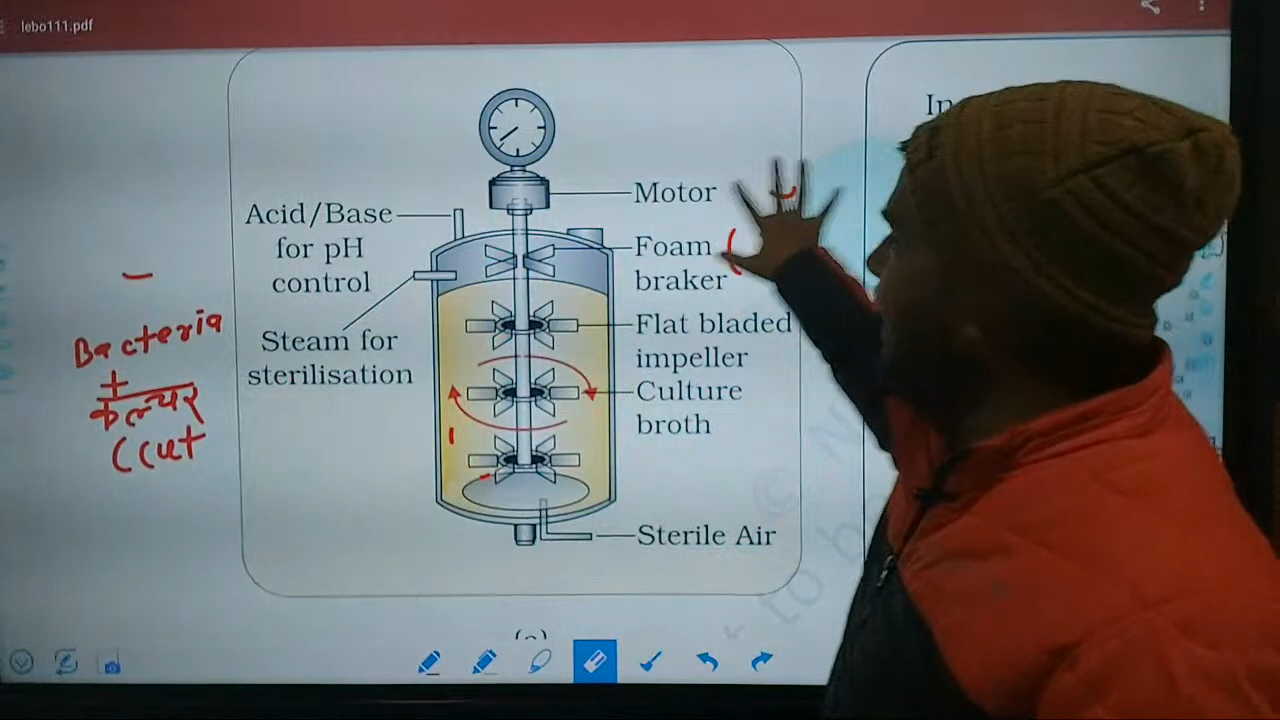 lebo111.pdf
Motor
Acid/Base
for pH
control
Foam
braker
Steam for
sterilisation
Flat bladed
impeller
Culture
broth
Sterile Air
Bacteria
+
कल्चर
In
©
to b